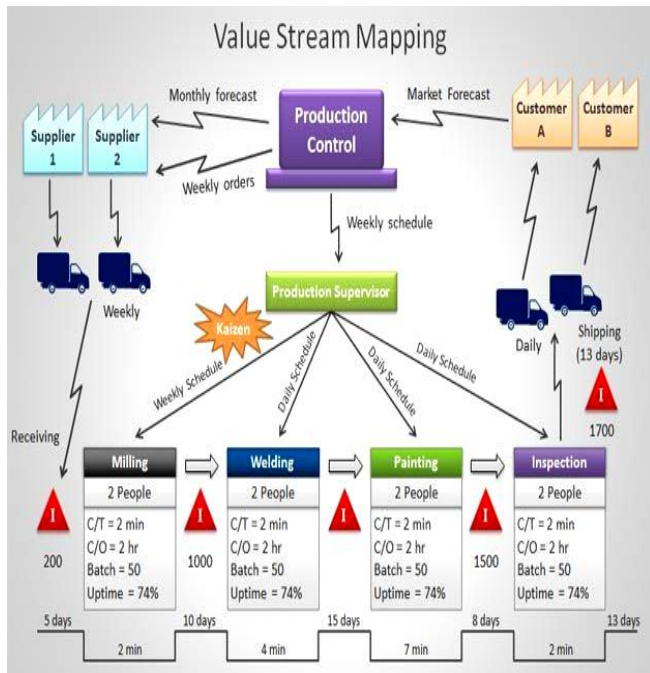 Value Stream Mapping
Monthly forecast
Market Forecast
Production
Control
Customer
A
Customer
B
Supplier
1
Supplier
2
Weekly orders
Weekly schedule
Production Supervisor
Kaizen
Weekly
Daily
Shipping
(13 days)
I
1700
Weekly Schedule
Daily Schedule
Daily Schedule
Daily Schedule
Receiving
I
200
Milling
2 People
C/T = 2 min
C/O = 2 hr
Batch = 50
Uptime = 74%
I
1000
Welding
2 People
C/T = 2 min
C/O = 2 hr
Batch = 50
Uptime = 74%
I
Painting
2 People
C/T = 2 min
C/O = 2 hr
Batch = 50
Uptime = 74%
I
1500
Inspection
2 People
C/T = 2 min
C/O = 2 hr
Batch = 50
Uptime = 74%
5 days
10 days
15 days
8 days
13 days
2 min
4 min
7 min
2 min